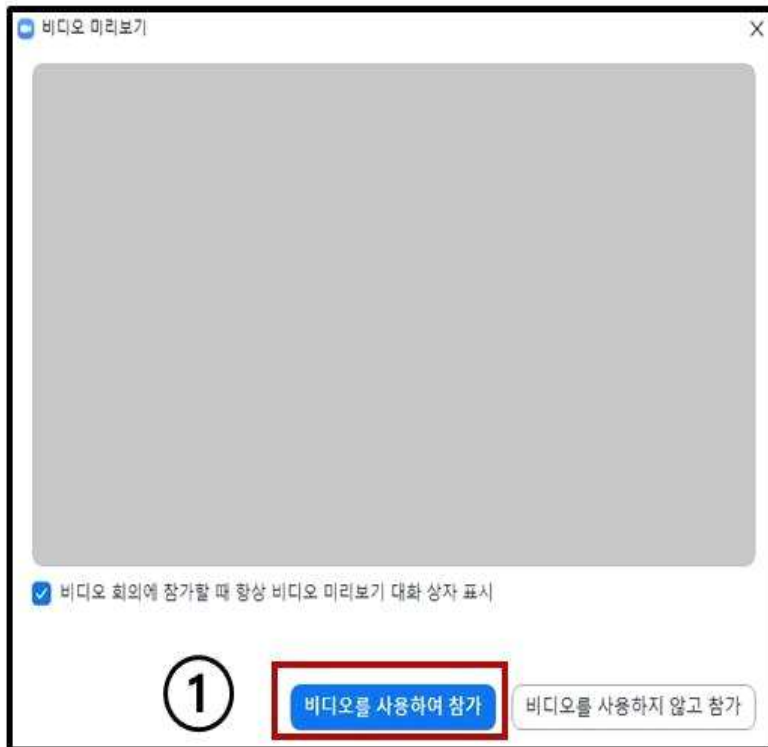 비디오 미리보기
비디오 회의에 참가할 때 항상 비디오 미리보기 대화 상자 표시
① 비디오를 사용하여 참가 비디오를 사용하지 않고 참가